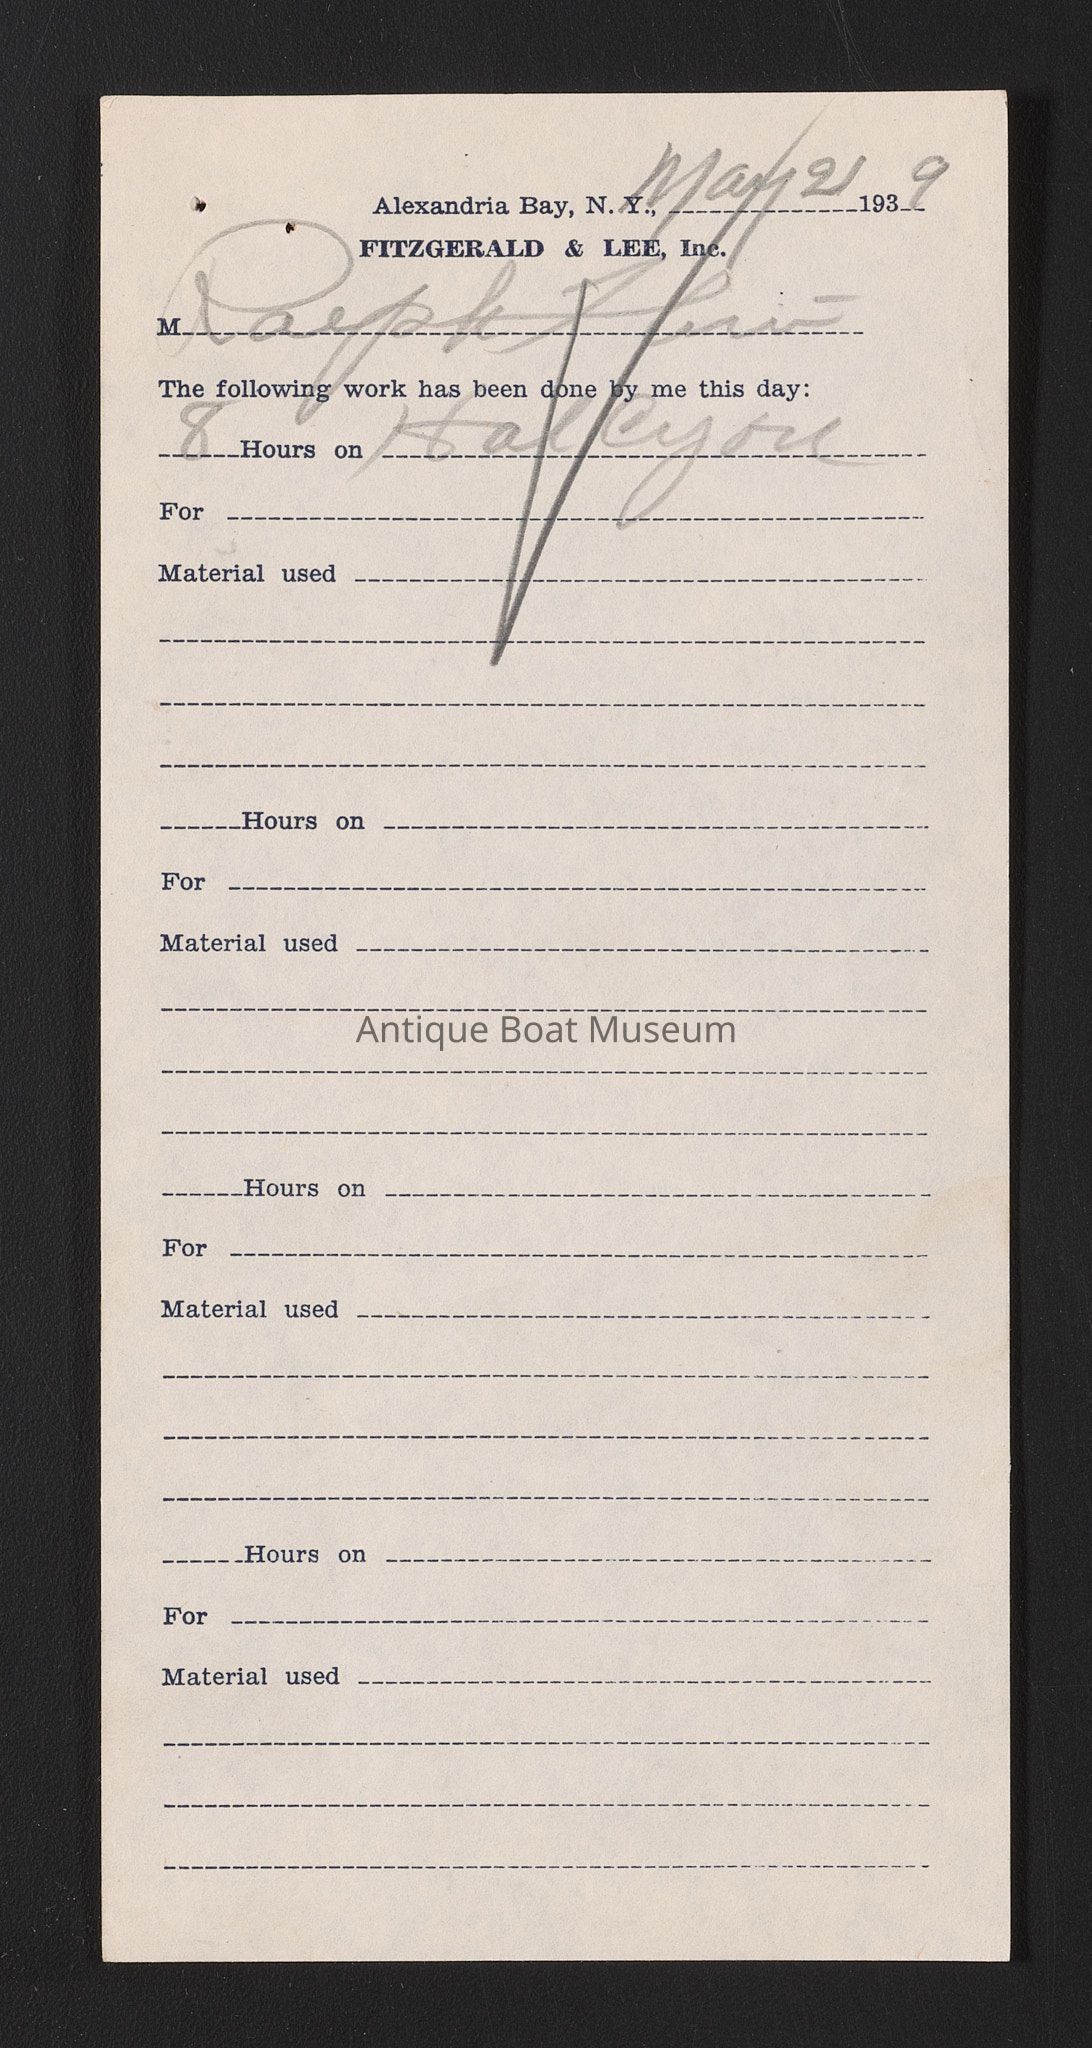 Alexandria Bay, N. Y., May 21 1939
FITZGERALD & LEE, Inc.
M Ralph
The following work has been done by me this day:
8 Hours on Halcyon
For
Material used
Hours on
For
Material used
Antique Boat Museum
Hours on
For
Material used
Hours on
For
Material used